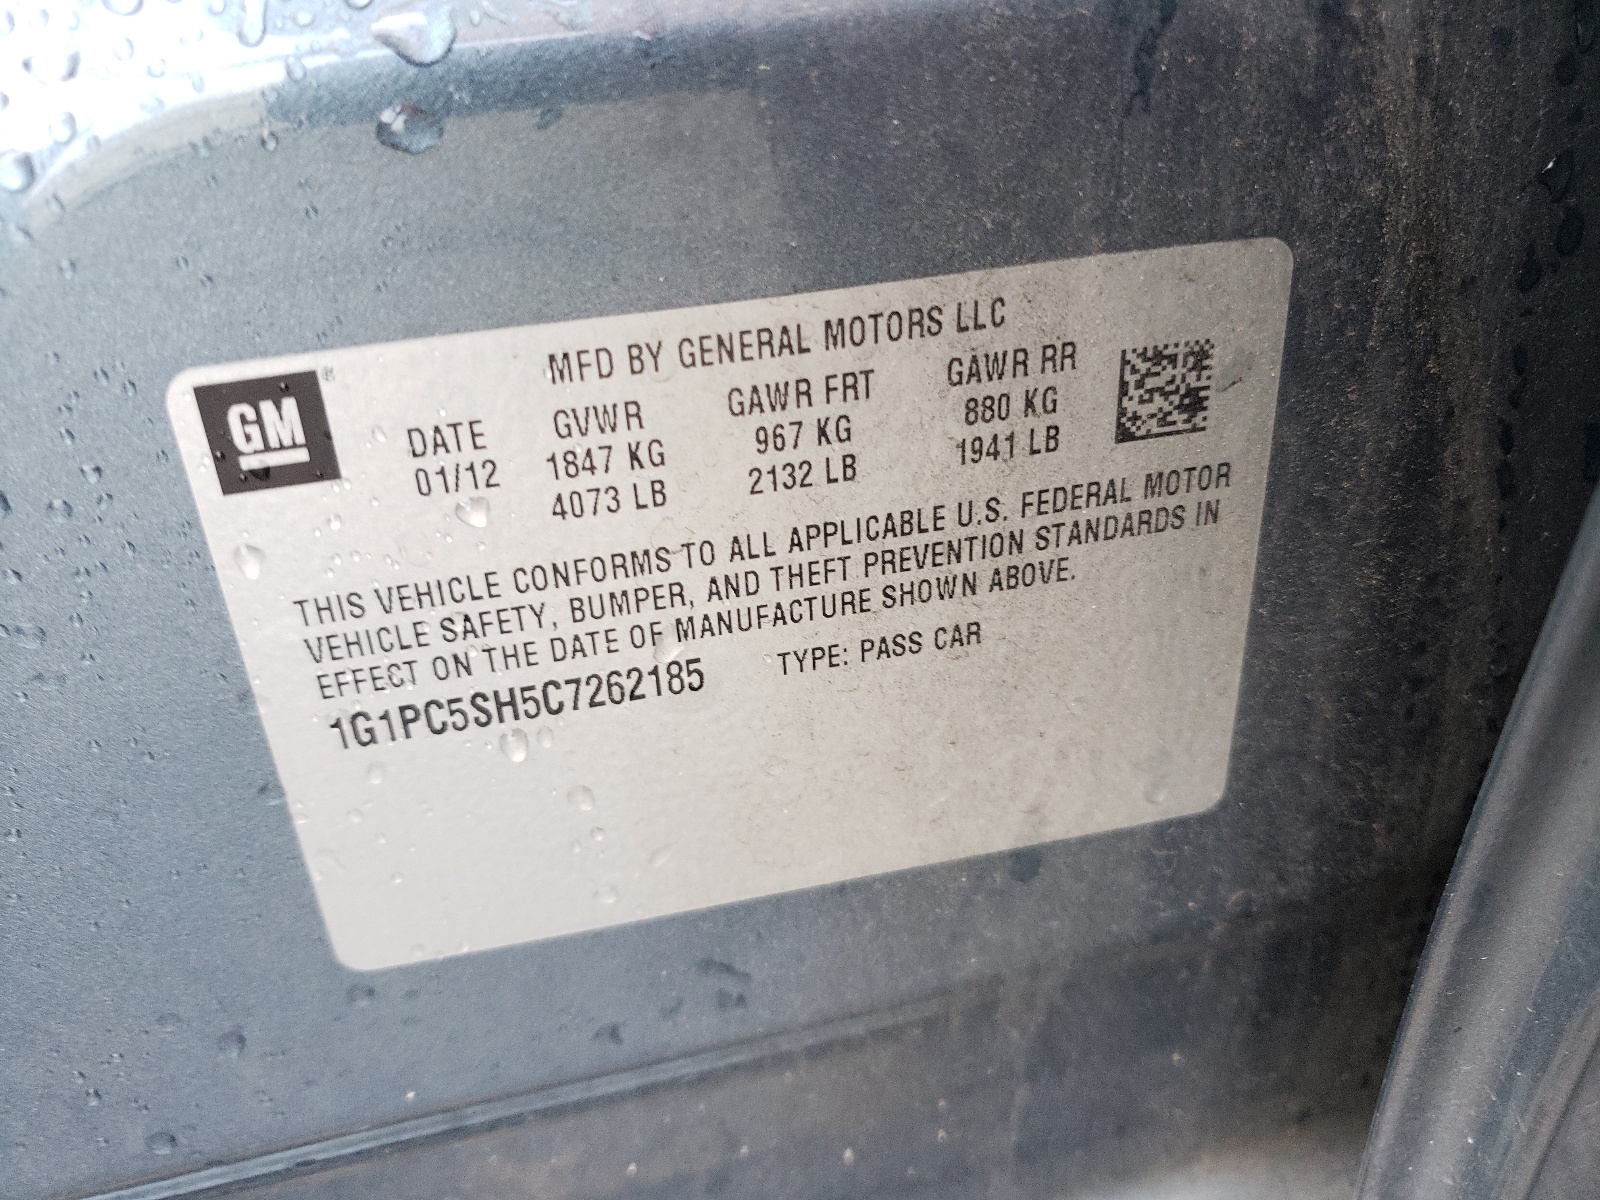 GM®
MFD BY GENERAL MOTORS LLC
DATE GVWR GAWR FRT GAWR RR
01/12 1847 KG 967 KG 880 KG
4073 LB 2132 LB 1941 LB
THIS VEHICLE CONFORMS TO ALL APPLICABLE U.S. FEDERAL MOTOR
VEHICLE SAFETY, BUMPER, AND THEFT PREVENTION STANDARDS IN
EFFECT ON THE DATE OF MANUFACTURE SHOWN ABOVE.
1G1PC5SH5C7262185 TYPE: PASS CAR